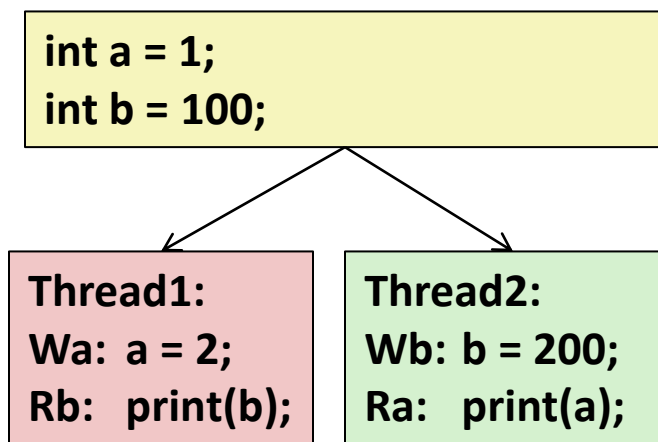 int a = 1;
int b = 100;
Thread1:
Wa: a = 2;
Rb: print(b);
Thread2:
Wb: b = 200;
Ra: print(a);